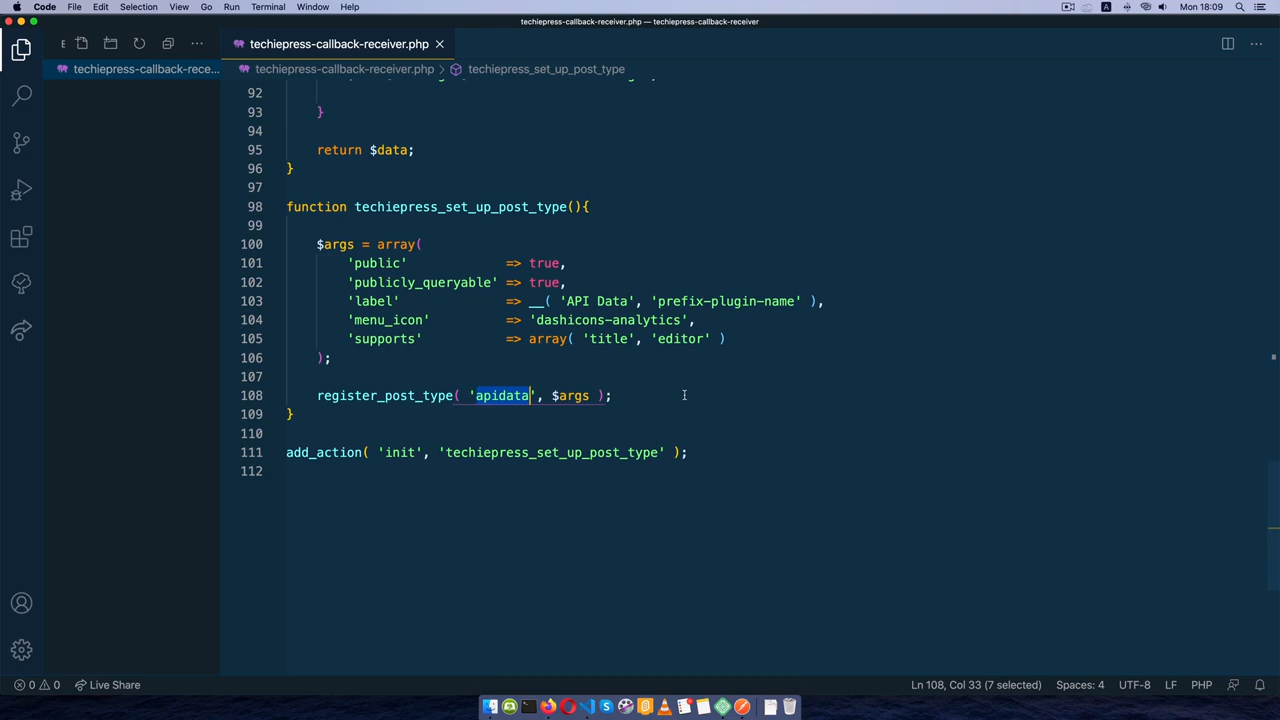 Code File Edit Selection View Go Run Terminal Window Help A Mon 18:09
techiepress-callback-receiver.php — techiepress-callback-receiver
E techiepress-callback-receiver.php
techiepress-callback-rece... techiepress-callback-receiver.php > techiepress_set_up_post_type
92
93 }
94
95 return $data;
96 }
97
98 function techiepress_set_up_post_type(){
99
100 $args = array(
101 'public' => true,
102 'publicly_queryable' => true,
103 'label' => __( 'API Data', 'prefix-plugin-name' ),
104 'menu_icon' => 'dashicons-analytics',
105 'supports' => array( 'title', 'editor' )
106 );
107
108 register_post_type( 'apidata', $args );
109 }
110
111 add_action( 'init', 'techiepress_set_up_post_type' );
112
0 0 Live Share Ln 108, Col 33 (7 selected) Spaces: 4 UTF-8 LF PHP